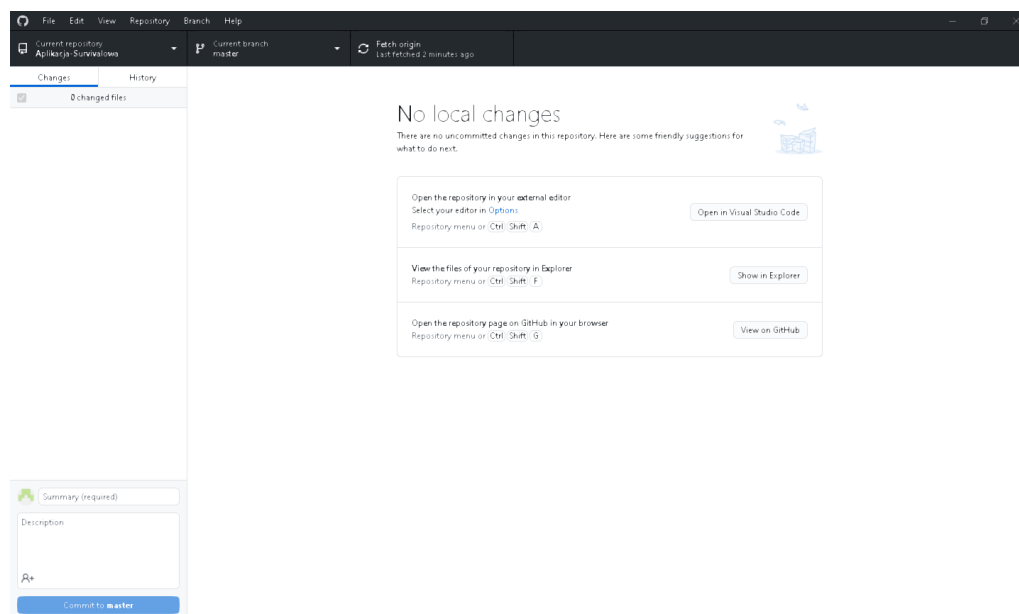 File Edit View Repository Branch Help
Current repository
Aplikacja-Survivalowa
Current branch
master
Fetch origin
Last fetched 2 minutes ago
Changes History
0 changed files
No local changes
There are no uncommitted changes in this repository. Here are some friendly suggestions for
what to do next.
Open the repository in your external editor
Select your editor in Options
Repository menu or Ctrl Shift A
Open in Visual Studio Code
View the files of your repository in Explorer
Repository menu or Ctrl Shift F
Show in Explorer
Open the repository page on GitHub in your browser
Repository menu or Ctrl Shift G
View on GitHub
Summary (required)
Description
Commit to master